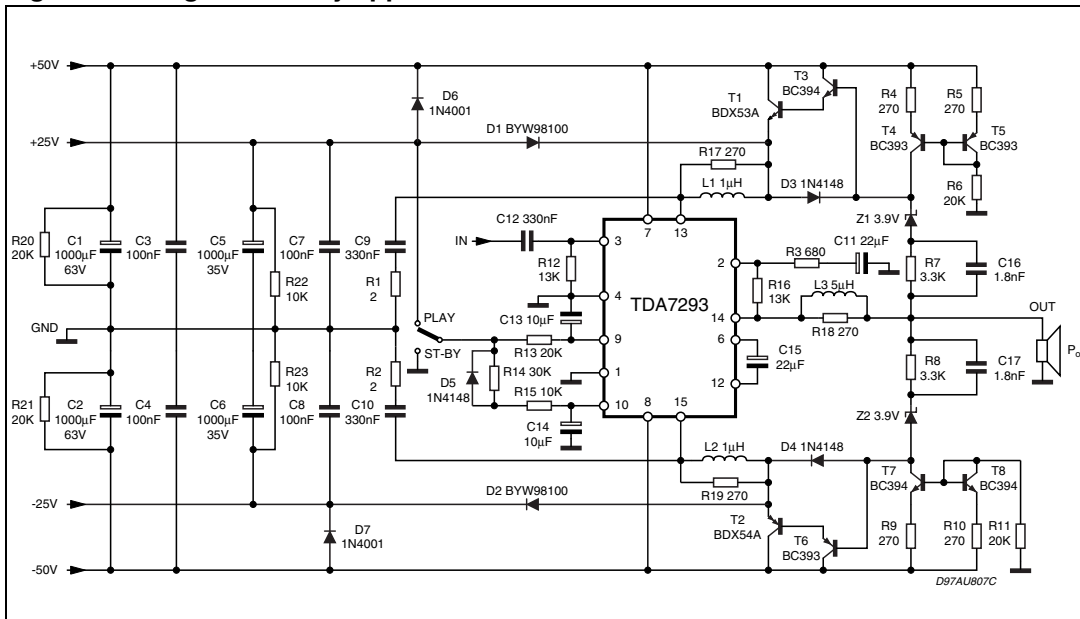 +50V
D6
1N4001
T1
BDX53A
T3
BC394
R4
270
R5
270
T4
BC393
T5
BC393
+25V
D1 BYW98100
R17 270
L1 1μH
D3 1N4148
R6
20K
Z1 3.9V
R20
20K
C1
1000μF
63V
C3
100nF
C5
1000μF
35V
C7
100nF
C9
330nF
R22
10K
R1
2
C12 330nF
IN
R12
13K
3
7
13
4
2
R3 680
C11 22μF
R16
13K
L3 5μH
R7
3.3K
C16
1.8nF
TDA7293
14
R18 270
OUT
GND
PLAY
ST-BY
C13 10μF
R13 20K
9
6
C15
22μF
12
Po
R21
20K
C2
1000μF
63V
C4
100nF
C6
1000μF
35V
R23
10K
C8
100nF
R2
2
C10
330nF
D5
1N4148
R14 30K
R15 10K
1
10
C14
10μF
8
15
R8
3.3K
C17
1.8nF
Z2 3.9V
L2 1μH
D4 1N4148
R19 270
T7
BC394
T8
BC394
-25V
D2 BYW98100
D7
1N4001
T2
BDX54A
T6
BC393
R9
270
R10
270
R11
20K
-50V
D97AU807C